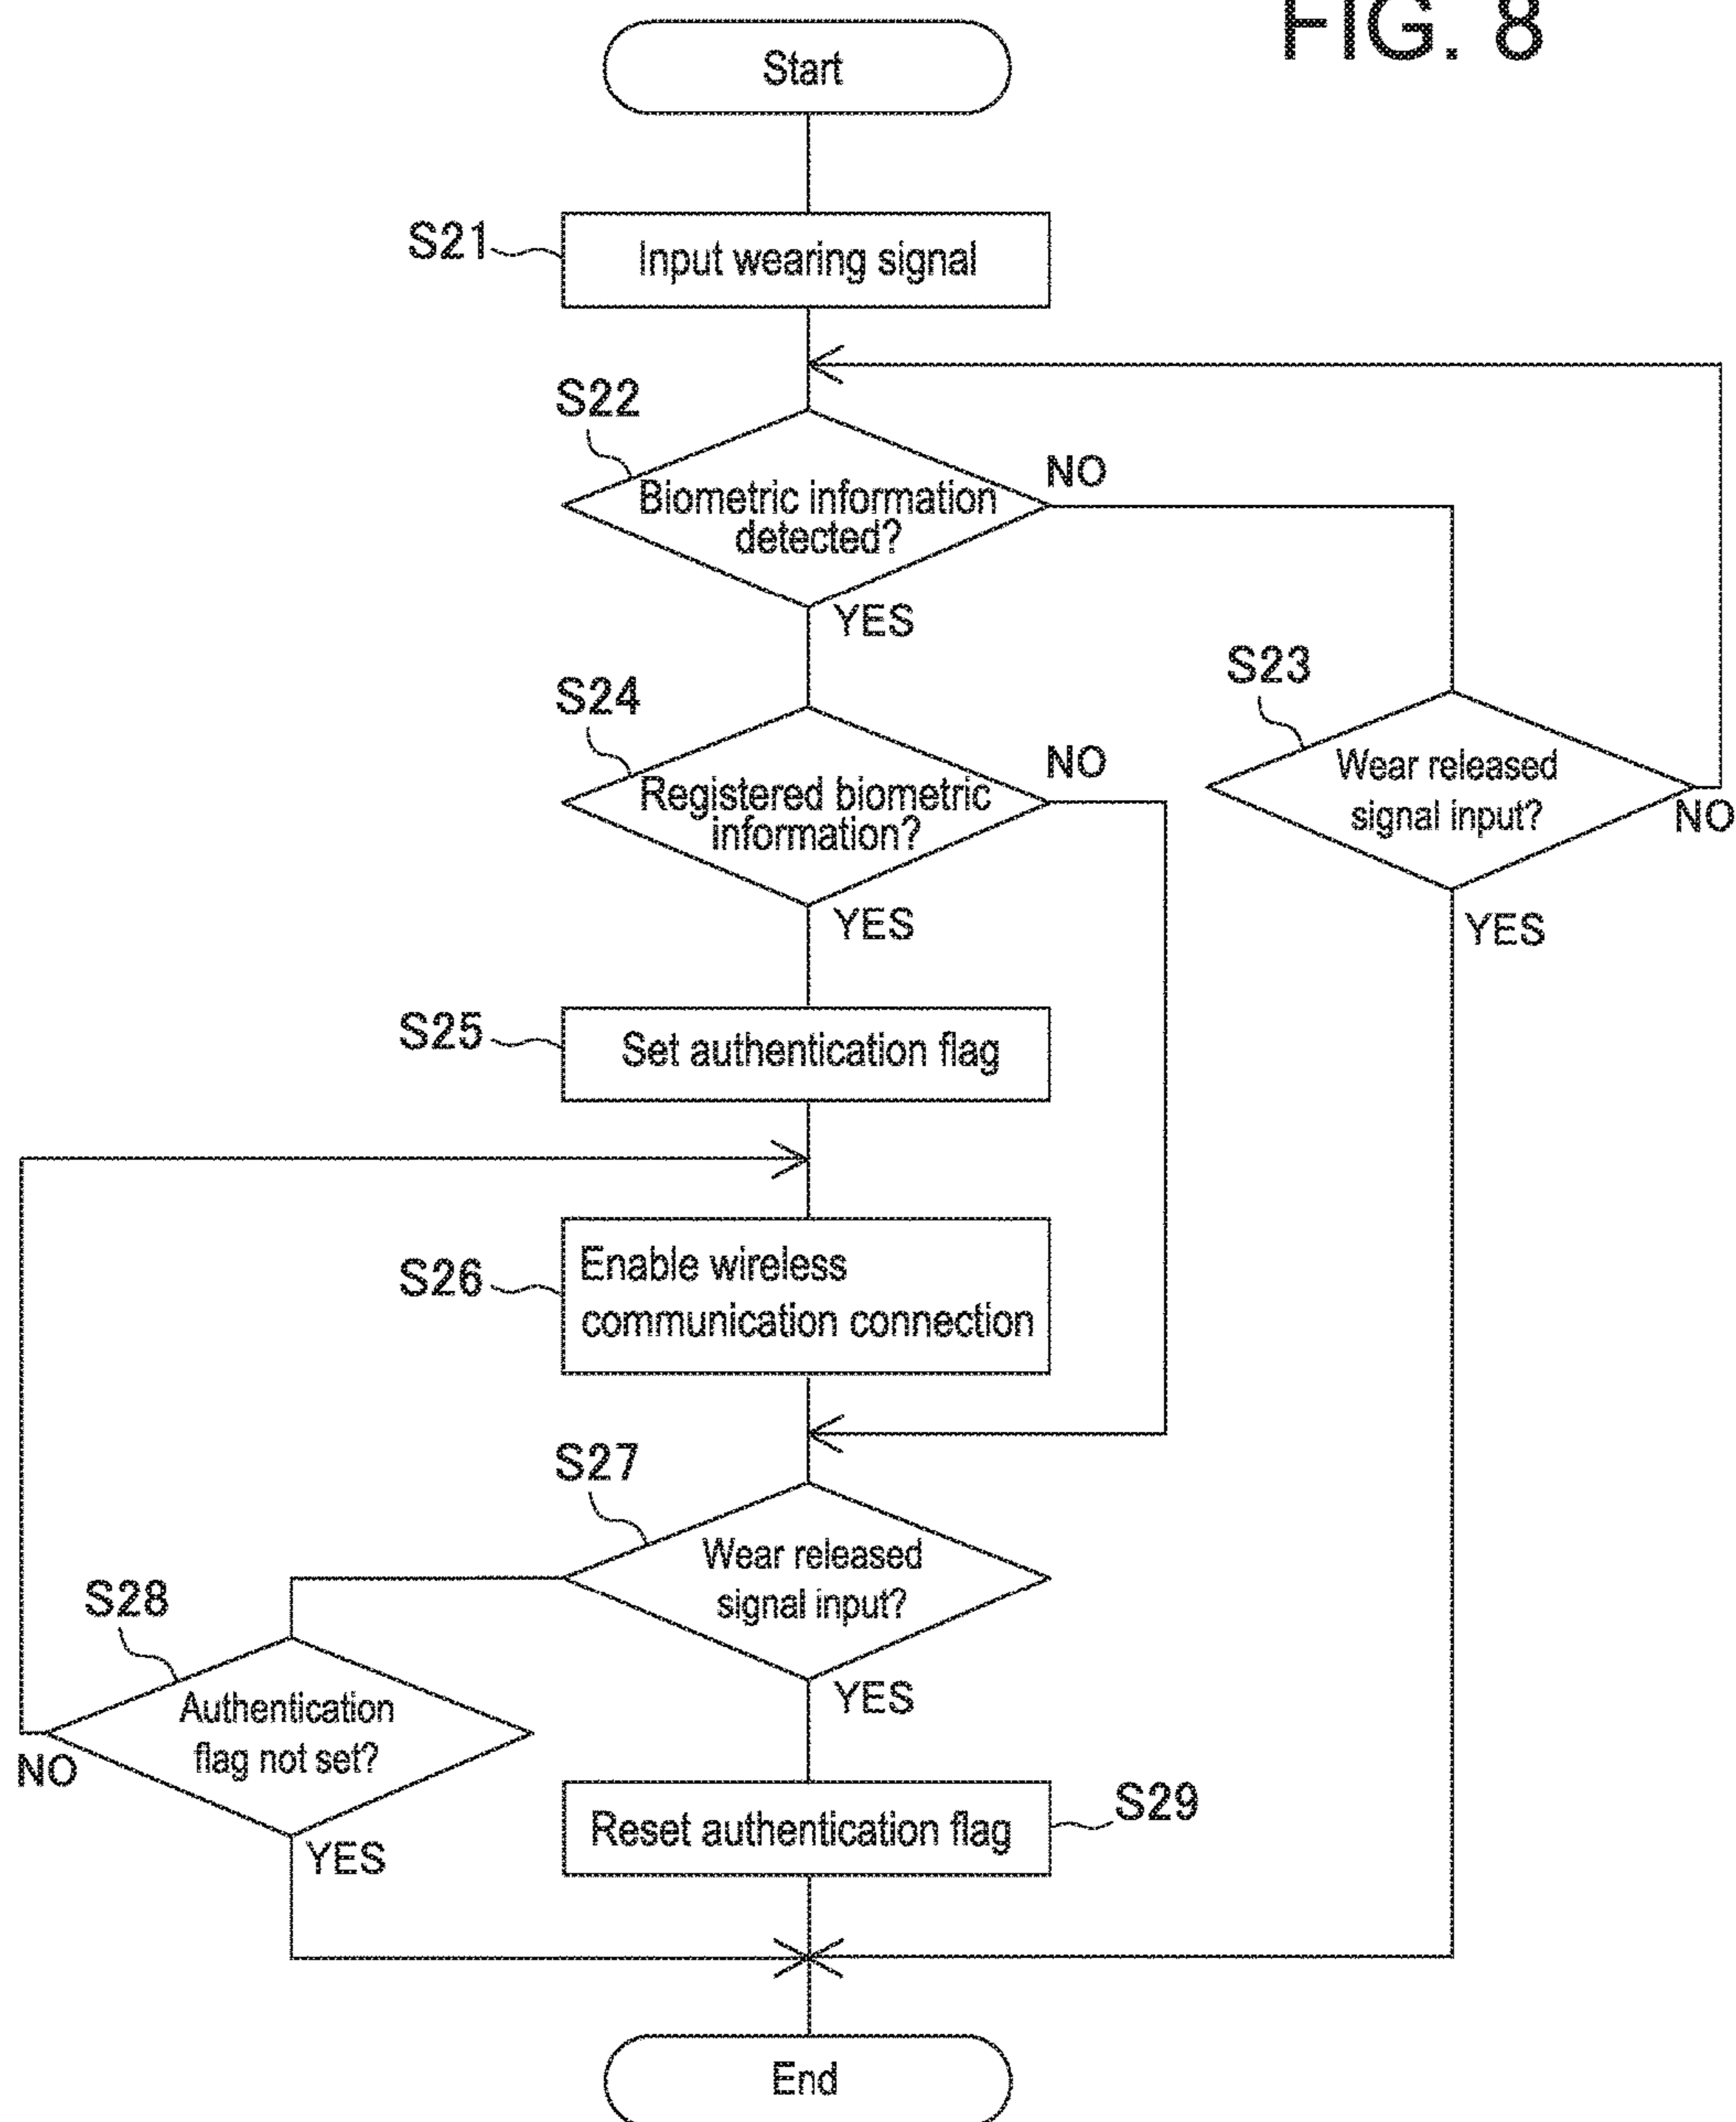 FIG. 8
Start
S21
Input wearing signal
S22
NO
Biometric information
detected?
YES
S23
S24
NO
Wear released
signal input?
NO
Registered biometric
information?
YES
YES
S25
Set authentication flag
S26
Enable wireless
communication connection
S27
Wear released
signal input?
S28
YES
Authentication
flag not set?
NO
S29
Reset authentication flag
YES
End